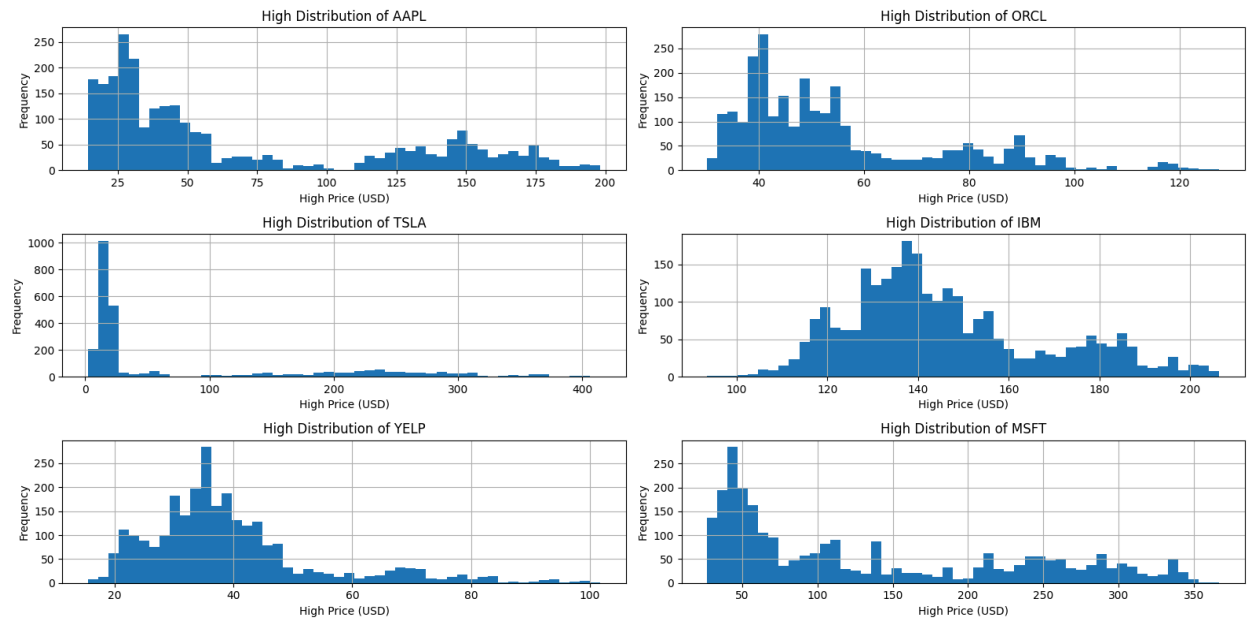 High Distribution of AAPL
Frequency
250
200
150
100
50
0
25 50 75 100 125 150 175 200
High Price (USD)
High Distribution of ORCL
Frequency
250
200
150
100
50
0
40 60 80 100 120
High Price (USD)
High Distribution of TSLA
Frequency
1000
800
600
400
200
0
0 100 200 300 400
High Price (USD)
High Distribution of IBM
Frequency
150
100
50
0
100 120 140 160 180 200
High Price (USD)
High Distribution of YELP
Frequency
250
200
150
100
50
0
20 40 60 80 100
High Price (USD)
High Distribution of MSFT
Frequency
250
200
150
100
50
0
50 100 150 200 250 300 350
High Price (USD)